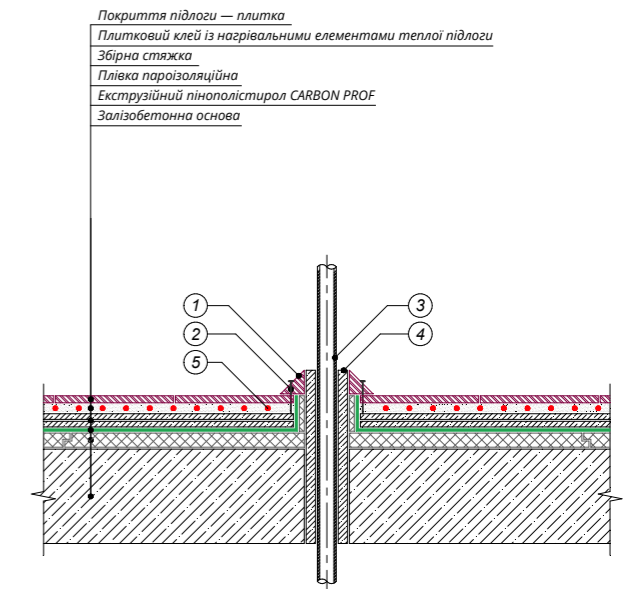 Покриття підлоги — плитка
Плитковий клей із нагрівальними елементами теплої підлоги
Збірна стяжка
Плівка пароізоляційна
Екструзійний пінополістирол CARBON PROF
Залізобетонна основа
1
3
2
4
5